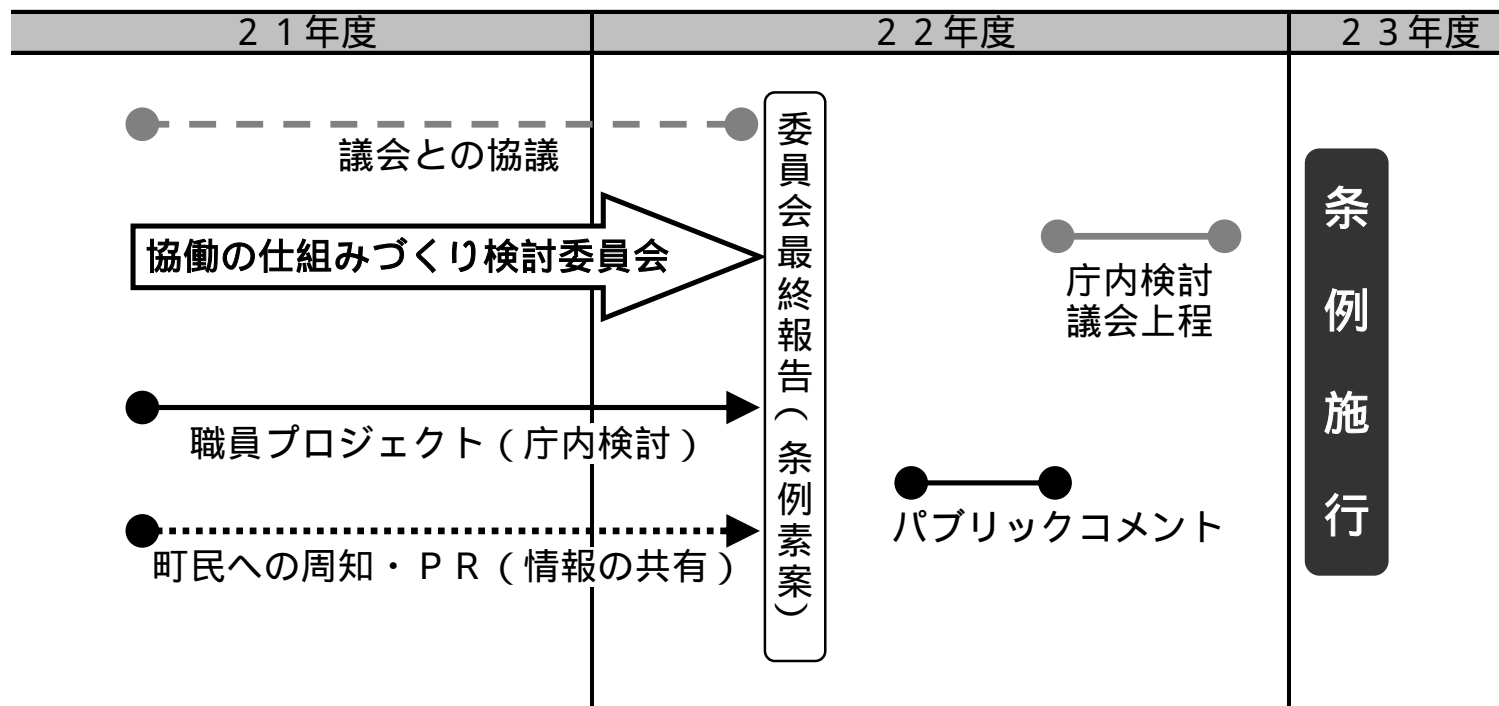 ２１年度
２２年度
２３年度
議会との協議
協働の仕組みづくり検討委員会
職員プロジェクト（庁内検討）
町民への周知・ＰＲ（情報の共有）
委員会最終報告（条例素案）
庁内検討
議会上程
パブリックコメント
条例施行